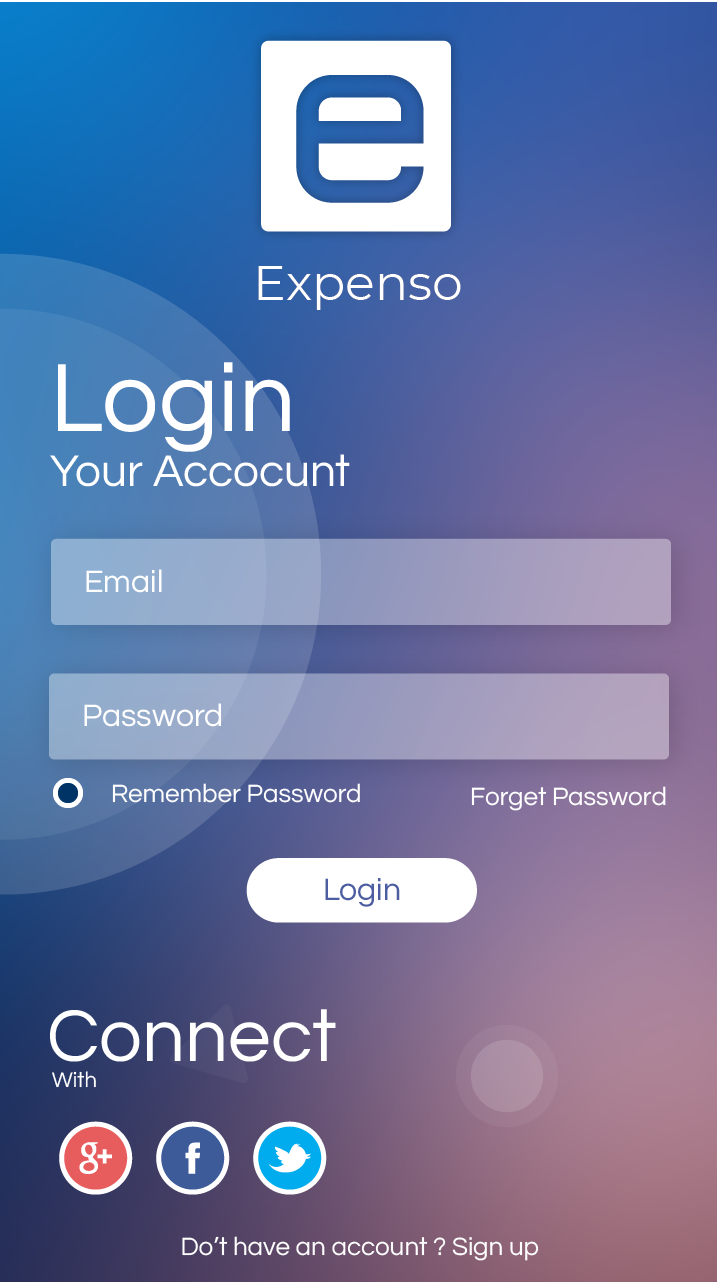 e
Expenso
Login
Your Accocunt
Email
Password
Remember Password
Forget Password
Login
Connect
With
g+
f
Do’t have an account ? Sign up